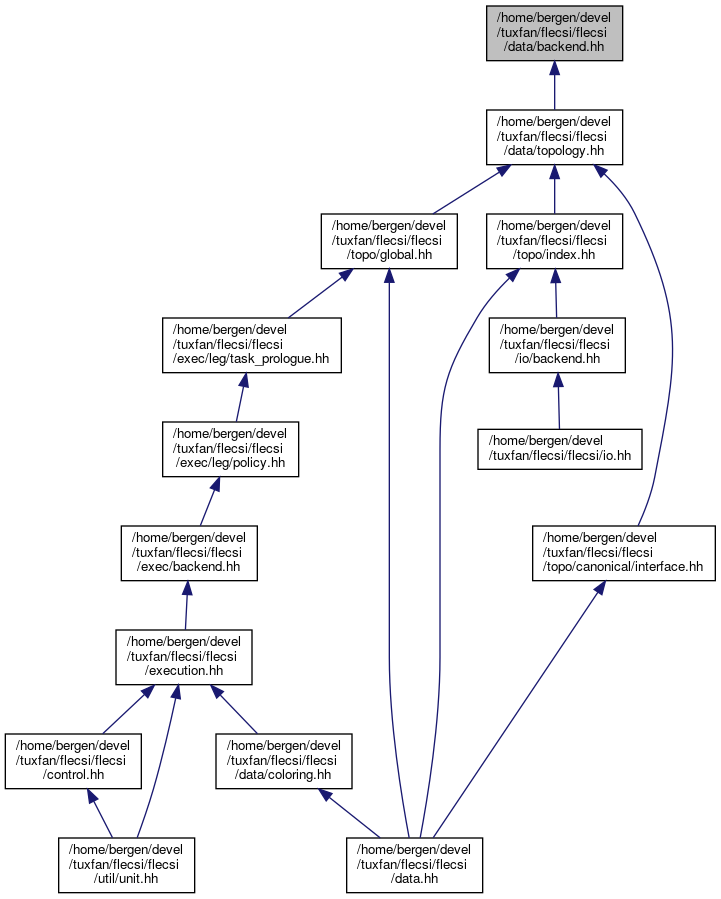 /home/bergen/devel
/tuxfan/flecsi/flecsi
/data/backend.hh
/home/bergen/devel
/tuxfan/flecsi/flecsi
/data/topology.hh
/home/bergen/devel
/tuxfan/flecsi/flecsi
/topo/global.hh
/home/bergen/devel
/tuxfan/flecsi/flecsi
/topo/index.hh
/home/bergen/devel
/tuxfan/flecsi/flecsi
/exec/leg/task_prologue.hh
/home/bergen/devel
/tuxfan/flecsi/flecsi
/io/backend.hh
/home/bergen/devel
/tuxfan/flecsi/flecsi
/exec/leg/policy.hh
/home/bergen/devel
/tuxfan/flecsi/flecsi/io.hh
/home/bergen/devel
/tuxfan/flecsi/flecsi
/exec/backend.hh
/home/bergen/devel
/tuxfan/flecsi/flecsi
/topo/canonical/interface.hh
/home/bergen/devel
/tuxfan/flecsi/flecsi
/execution.hh
/home/bergen/devel
/tuxfan/flecsi/flecsi
/control.hh
/home/bergen/devel
/tuxfan/flecsi/flecsi
/data/coloring.hh
/home/bergen/devel
/tuxfan/flecsi/flecsi
/util/unit.hh
/home/bergen/devel
/tuxfan/flecsi/flecsi
/data.hh